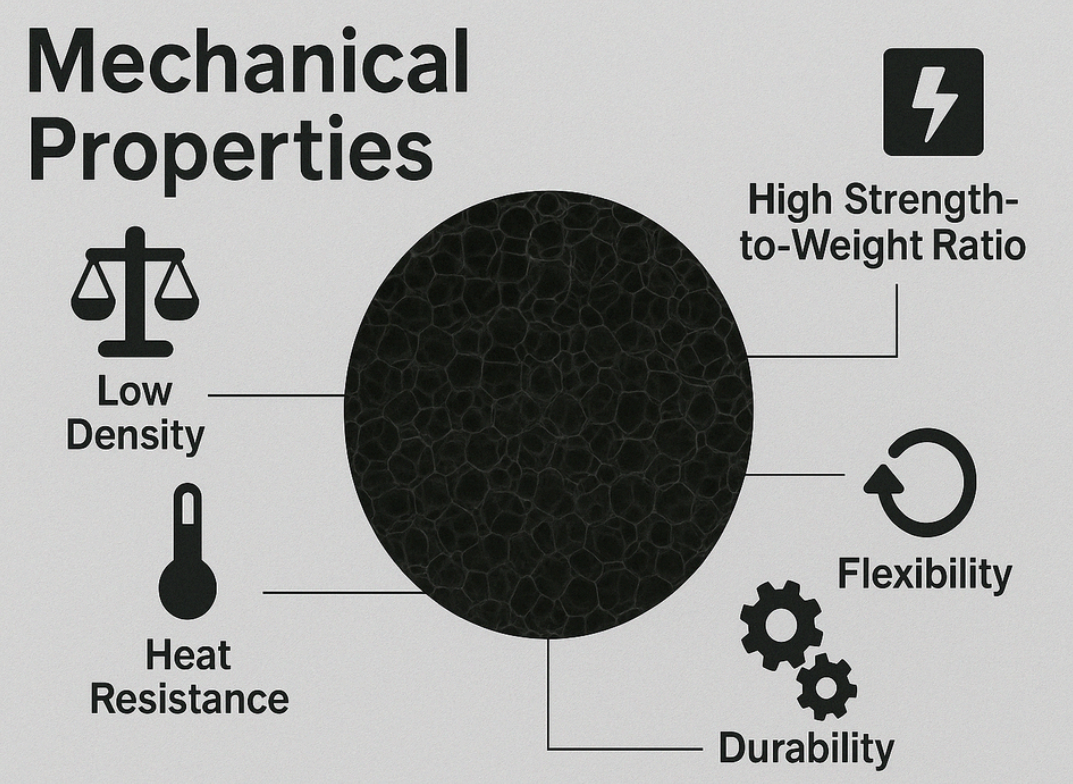 Mechanical
Properties
High Strength-
to-Weight Ratio
Low
Density
Flexibility
Heat
Resistance
Durability